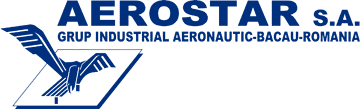 AEROSTAR S.A.
GRUP INDUSTRIAL AERONAUTIC-BACAU-ROMANIA